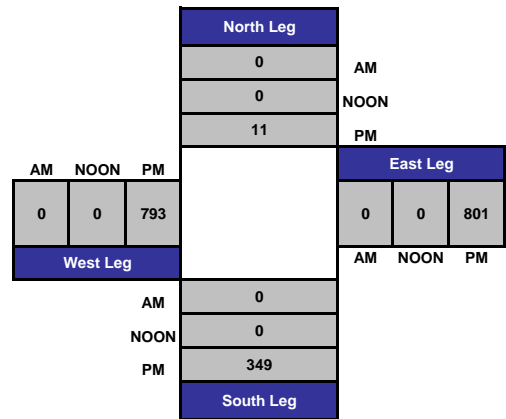 North Leg
0
AM
0
NOON
11
PM
AM NOON PM
East Leg
0 0 793
0 0 801
West Leg
AM NOON PM
AM
0
NOON
0
PM
349
South Leg